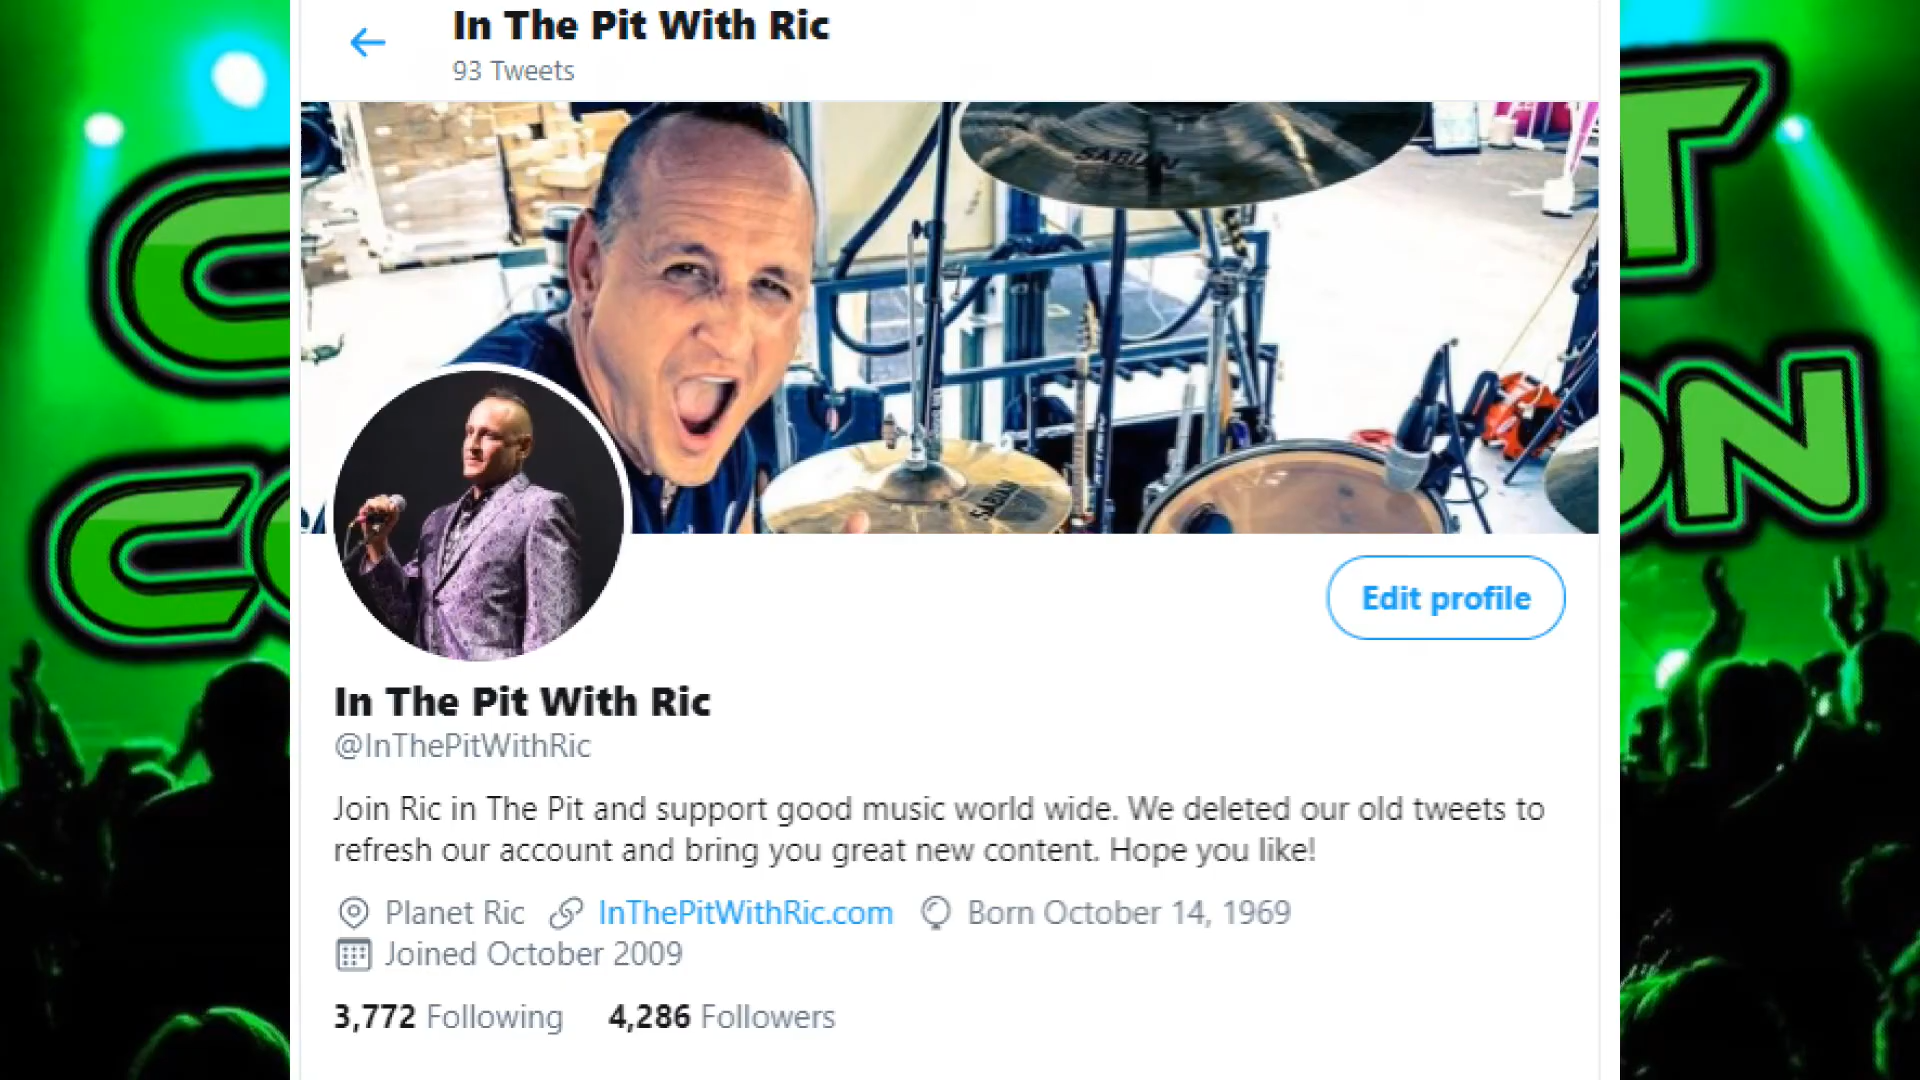 In The Pit With Ric
93 Tweets
SABIAN
SABIAN
Edit profile
In The Pit With Ric
@InThePitWithRic
Join Ric in The Pit and support good music world wide. We deleted our old tweets to
refresh our account and bring you great new content. Hope you like!
Planet Ric InThePitWithRic.com Born October 14, 1969
Joined October 2009
3,772 Following 4,286 Followers